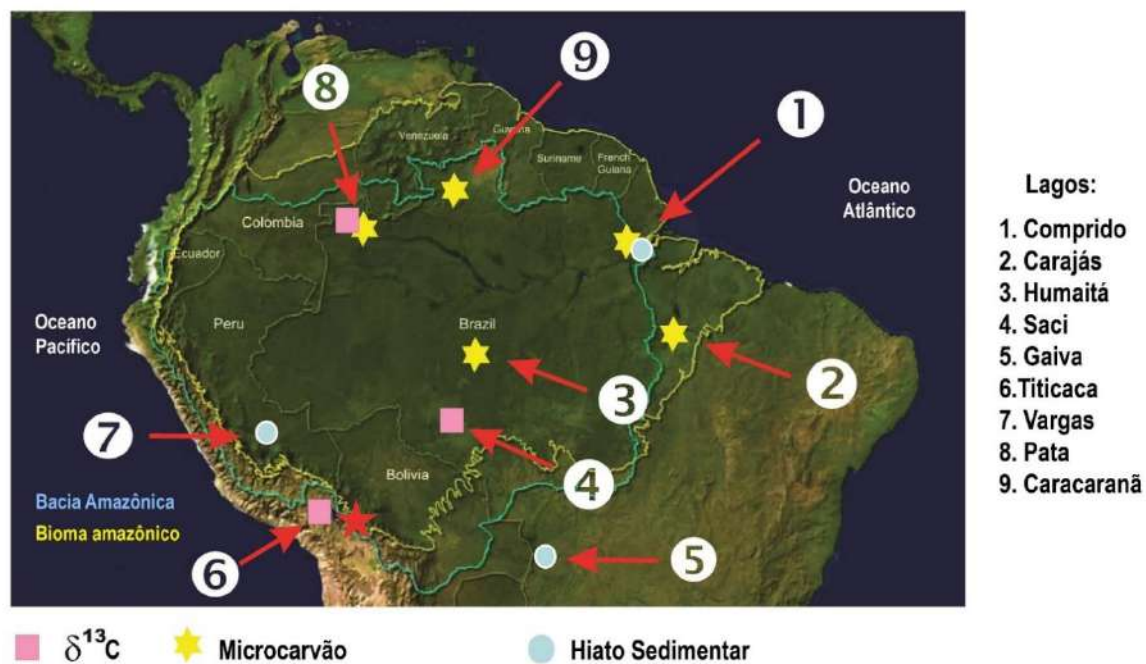 9
8
1
Venezuela
Guyana
Suriname
French
Guiana
Oceano
Atlântico
Colombia
Ecuador
Oceano
Pacífico
Peru
Brazil
3
2
7
Bolivia
4
Bacia Amazônica
Bioma amazônico
6
5
Lagos:
1. Comprido
2. Carajás
3. Humaitá
4. Saci
5. Gaiva
6.Titicaca
7. Vargas
8. Pata
9. Caracaranã
δ¹³C
Microcarvão
Hiato Sedimentar